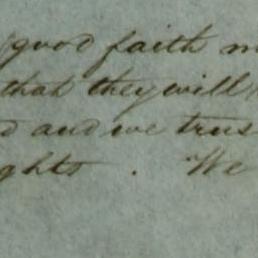 good faith
that they will
and we trus
ghts . We